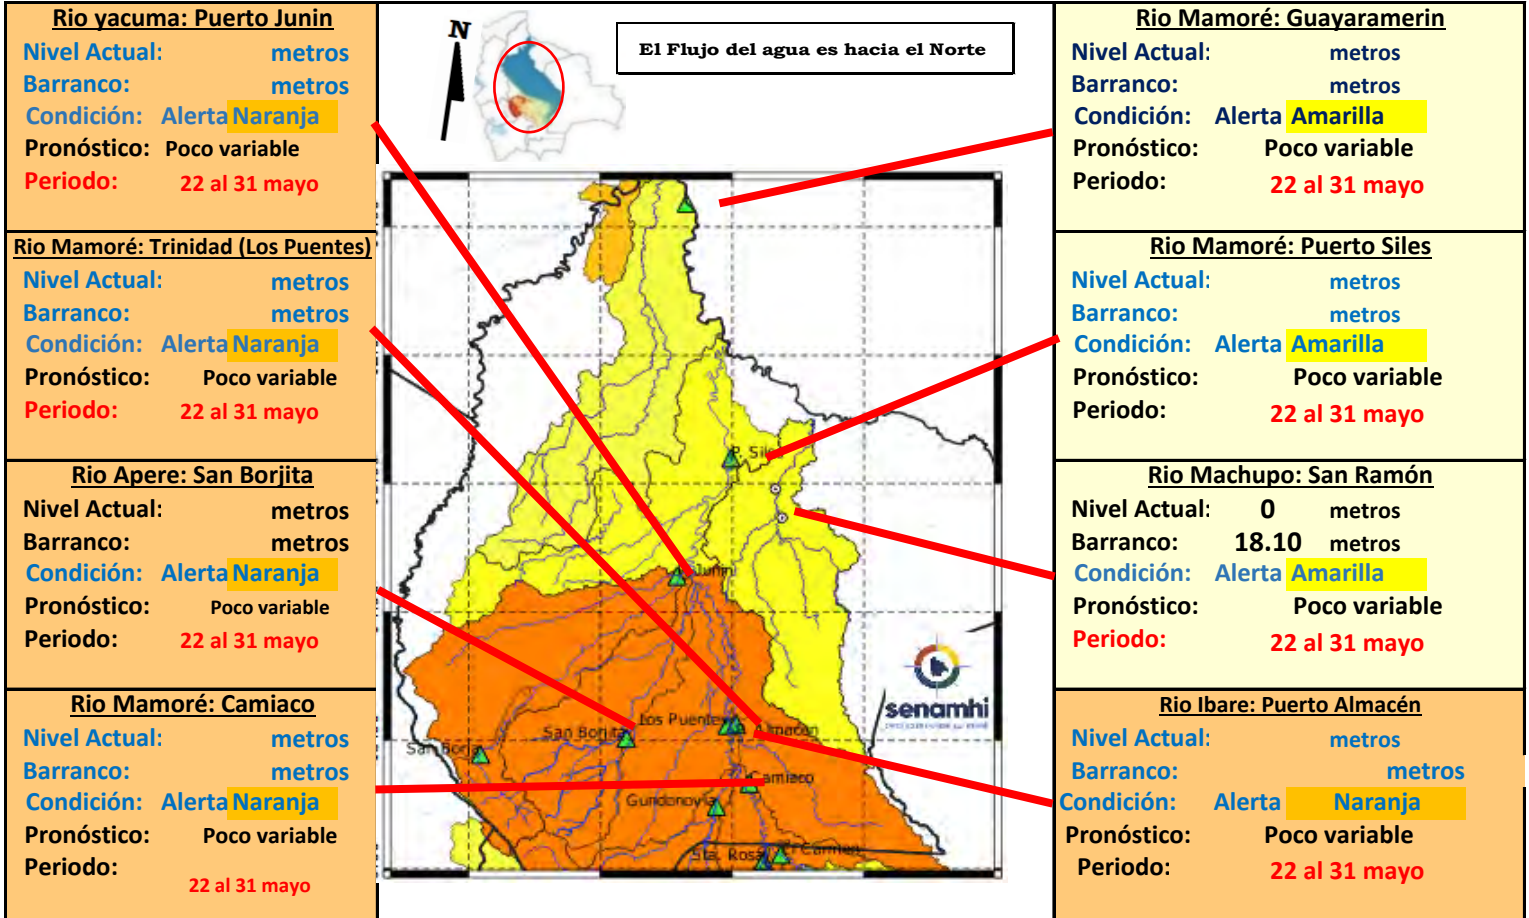 Rio yacuma: Puerto Junin
Nivel Actual: metros
Barranco: metros
Condición: Alerta Naranja
Pronóstico: Poco variable
Periodo: 22 al 31 mayo
Rio Mamoré: Trinidad (Los Puentes)
Nivel Actual: metros
Barranco: metros
Condición: Alerta Naranja
Pronóstico: Poco variable
Periodo: 22 al 31 mayo
Rio Apere: San Borjita
Nivel Actual: metros
Barranco: metros
Condición: Alerta Naranja
Pronóstico: Poco variable
Periodo: 22 al 31 mayo
Rio Mamoré: Camiaco
Nivel Actual: metros
Barranco: metros
Condición: Alerta Naranja
Pronóstico: Poco variable
Periodo:
22 al 31 mayo
N
El Flujo del agua es hacia el Norte
P. Siles
Junin
Los Puentes
Almacén
San Borjita
San Borja
Camiaco
Gundonovia
Sta. Rosa
El Carmen
senamhi
Rio Mamoré: Guayaramerin
Nivel Actual: metros
Barranco: metros
Condición: Alerta Amarilla
Pronóstico: Poco variable
Periodo: 22 al 31 mayo
Rio Mamoré: Puerto Siles
Nivel Actual: metros
Barranco: metros
Condición: Alerta Amarilla
Pronóstico: Poco variable
Periodo: 22 al 31 mayo
Rio Machupo: San Ramón
Nivel Actual: 0 metros
Barranco: 18.10 metros
Condición: Alerta Amarilla
Pronóstico: Poco variable
Periodo: 22 al 31 mayo
Rio Ibare: Puerto Almacén
Nivel Actual: metros
Barranco: metros
Condición: Alerta Naranja
Pronóstico: Poco variable
Periodo: 22 al 31 mayo